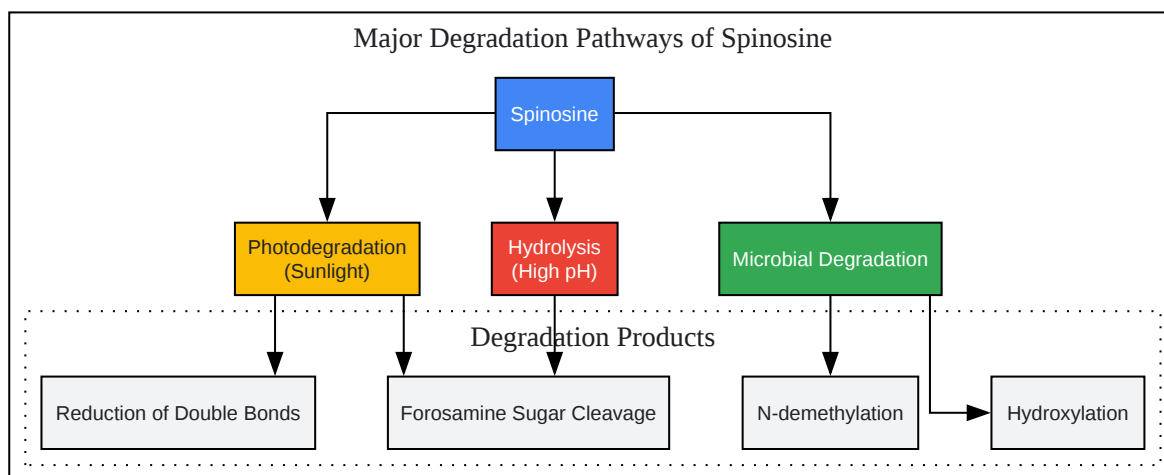 Major Degradation Pathways of Spinosine
Spinosine
Photodegradation
(Sunlight)
Hydrolysis
(High pH)
Microbial Degradation
Degradation Products
Reduction of Double Bonds
Forosamine Sugar Cleavage
N-demethylation
Hydroxylation